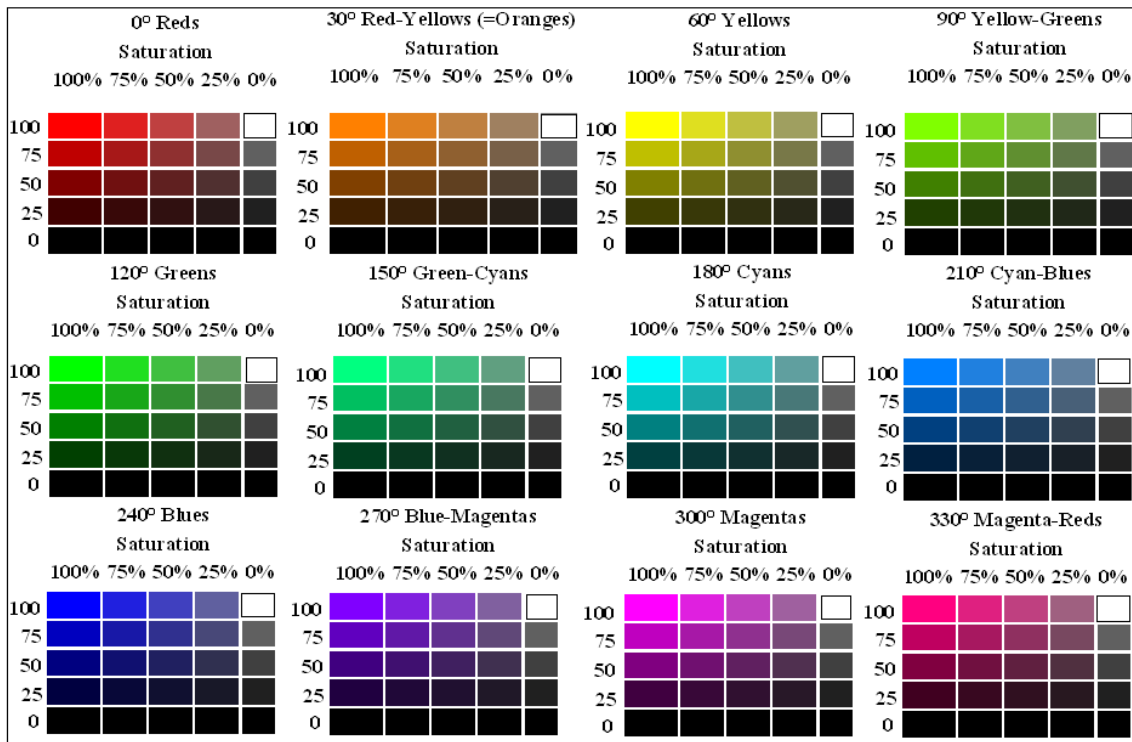 0° Reds
Saturation
100% 75% 50% 25% 0%
100
75
50
25
0
30° Red-Yellows (=Oranges)
Saturation
100% 75% 50% 25% 0%
100
75
50
25
0
60° Yellows
Saturation
100% 75% 50% 25% 0%
100
75
50
25
0
90° Yellow-Greens
Saturation
100% 75% 50% 25% 0%
100
75
50
25
0
120° Greens
Saturation
100% 75% 50% 25% 0%
100
75
50
25
0
150° Green-Cyans
Saturation
100% 75% 50% 25% 0%
100
75
50
25
0
180° Cyans
Saturation
100% 75% 50% 25% 0%
100
75
50
25
0
210° Cyan-Blues
Saturation
100% 75% 50% 25% 0%
100
75
50
25
0
240° Blues
Saturation
100% 75% 50% 25% 0%
100
75
50
25
0
270° Blue-Magentas
Saturation
100% 75% 50% 25% 0%
100
75
50
25
0
300° Magentas
Saturation
100% 75% 50% 25% 0%
100
75
50
25
0
330° Magenta-Reds
Saturation
100% 75% 50% 25% 0%
100
75
50
25
0